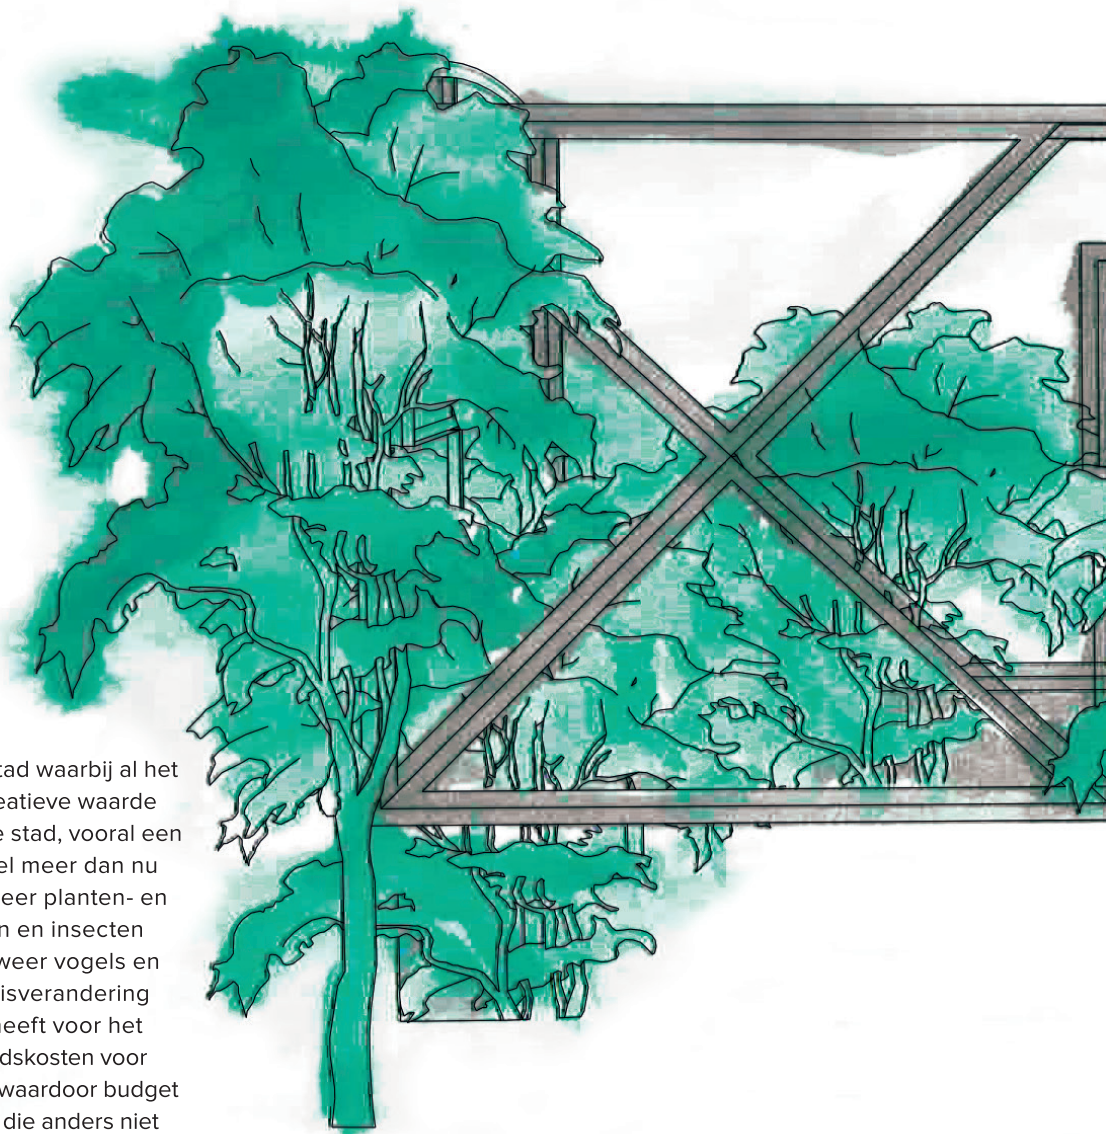 tad waarbij al het
eatieve waarde
e stad, vooral een
el meer dan nu
eer planten- en
n en insecten
weer vogels en
isverandering
heeft voor het
dskosten voor
waardoor budget
die anders niet